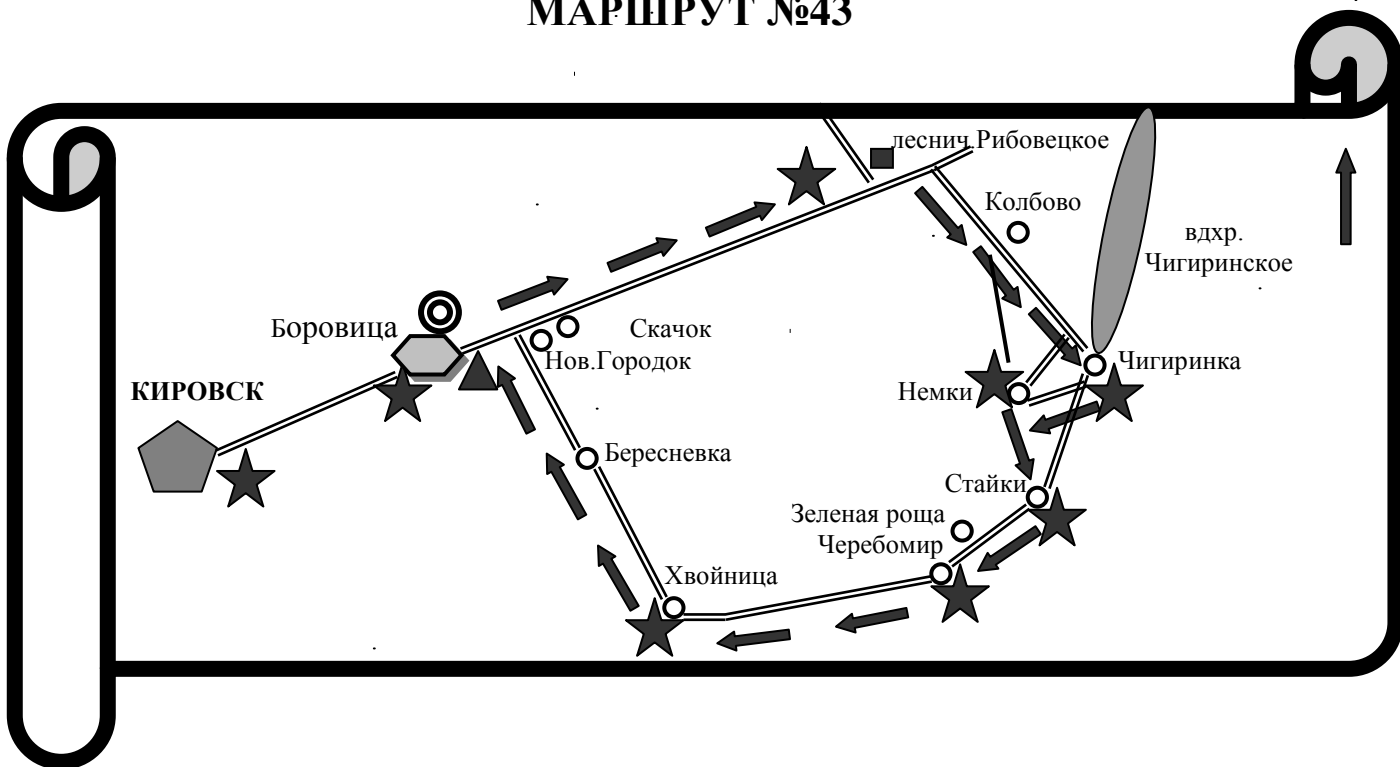 МАРШРУТ №43
леснич.Рибовецкое
Колбово
вдхр.
Чигиринское
Боровица
Скачок
Нов.Городок
Чигиринка
КИРОВСК
Немки
Бересневка
Стайки
Зеленая роща
Черебомир
Хвойница